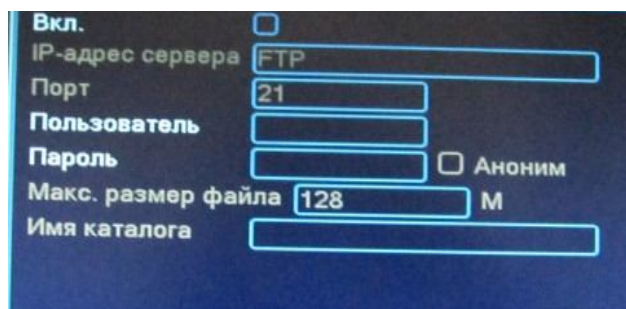 Вкл.
IP-адрес сервера FTP
Порт 21
Пользователь
Пароль Аноним
Макс. размер файла 128 М
Имя каталога